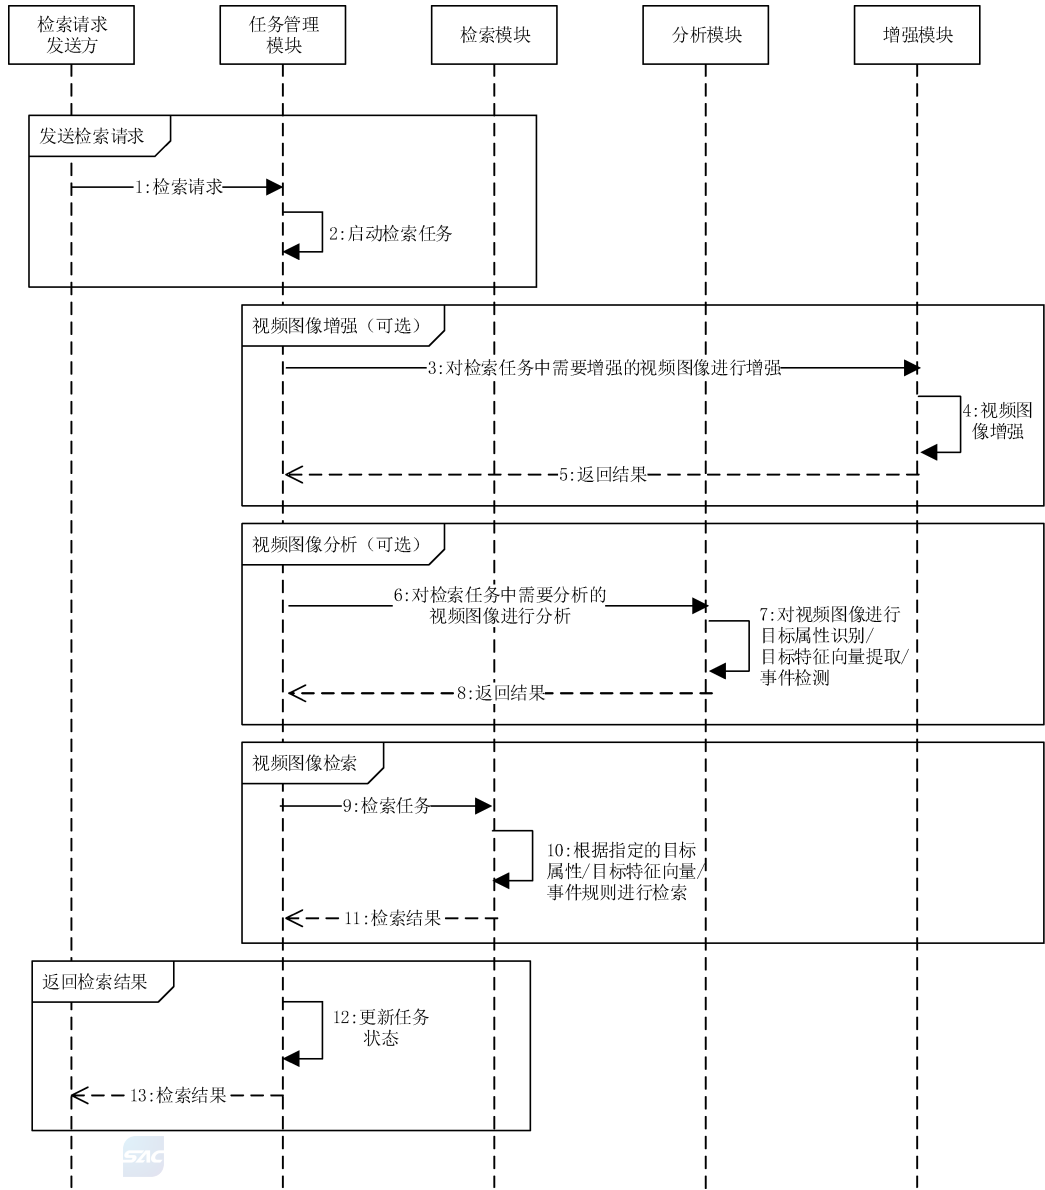 检索请求
发送方
任务管理
模块
检索模块
分析模块
增强模块
发送检索请求
1:检索请求
2:启动检索任务
视频图像增强（可选）
3:对检索任务中需要增强的视频图像进行增强
4:视频图
像增强
5:返回结果
视频图像分析（可选）
6:对检索任务中需要分析的
视频图像进行分析
7:对视频图像进行
目标属性识别/
目标特征向量提取/
事件检测
8:返回结果
视频图像检索
9:检索任务
10:根据指定的目标
属性/目标特征向量/
事件规则进行检索
11:检索结果
返回检索结果
12:更新任务
状态
13:检索结果
SAC